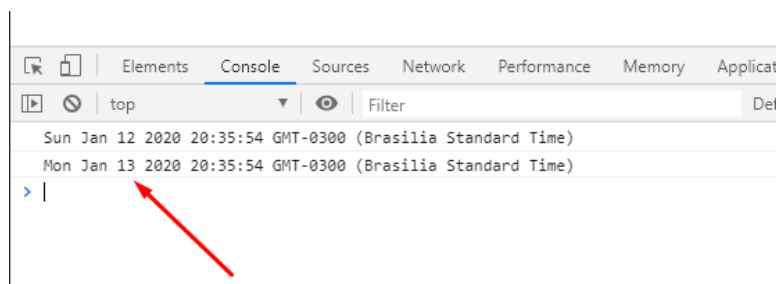 Elements Console Sources Network Performance Memory Applicat
top Filter Def
Sun Jan 12 2020 20:35:54 GMT-0300 (Brasilia Standard Time)
Mon Jan 13 2020 20:35:54 GMT-0300 (Brasilia Standard Time)
>